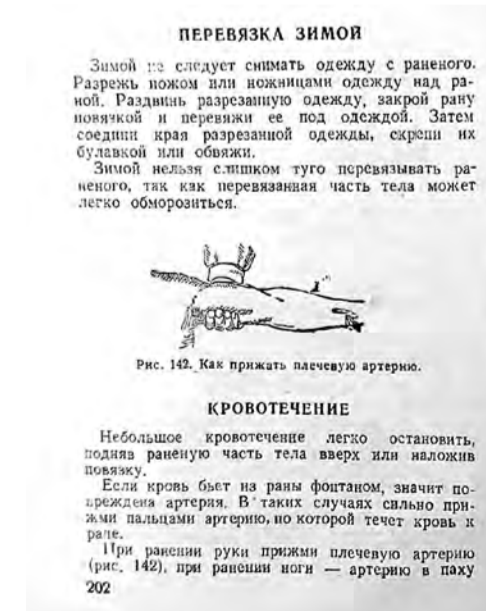 ПЕРЕВЯЗКА ЗИМОЙ
Зимой не следует снимать одежду с раненого.
Разрежь ножом или ножницами одежду над ра-
ной. Раздвинь разрезанную одежду, закрой рану
повязкой и перевяжи ее под одеждой. Затем
соедини края разрезанной одежды, скрепи их
булавкой или обвяжи.
Зимой нельзя слишком туго перевязывать ра-
неного, так как перевязанная часть тела может
легко обморозиться.
Рис. 142. Как прижать плечевую артерию.
КРОВОТЕЧЕНИЕ
Небольшое кровотечение легко остановить,
подняв раненую часть тела вверх или наложив
повязку.
Если кровь бьет из раны фонтаном, значит по-
вреждена артерия. В таких случаях сильно при-
жми пальцами артерию, по которой течет кровь к
ране.
При ранении руки прижми плечевую артерию
(рис. 142), при ранении ноги — артерию в паху
202